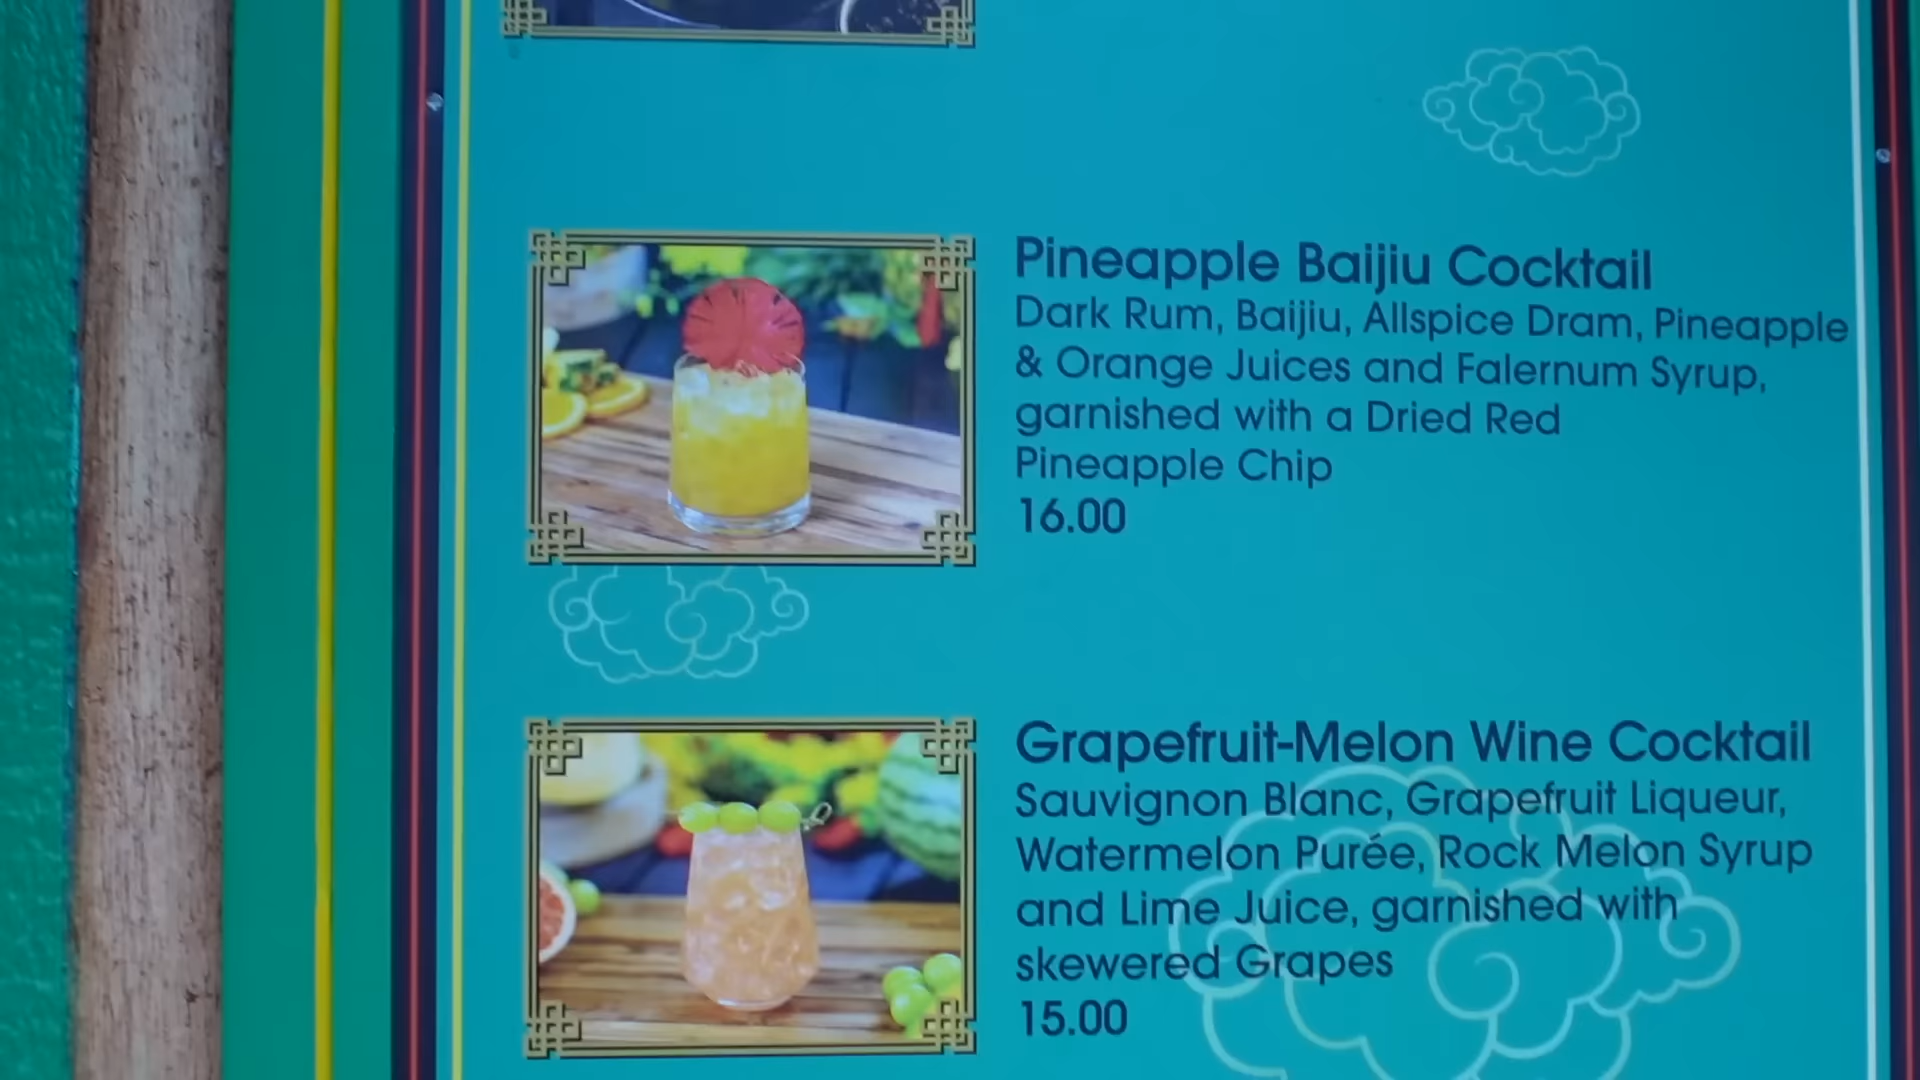 Pineapple Baijiu Cocktail
Dark Rum, Baijiu, Allspice Dram, Pineapple
& Orange Juices and Falernum Syrup,
garnished with a Dried Red
Pineapple Chip
16.00
Grapefruit-Melon Wine Cocktail
Sauvignon Blanc, Grapefruit Liqueur,
Watermelon Purée, Rock Melon Syrup
and Lime Juice, garnished with
skewered Grapes
15.00